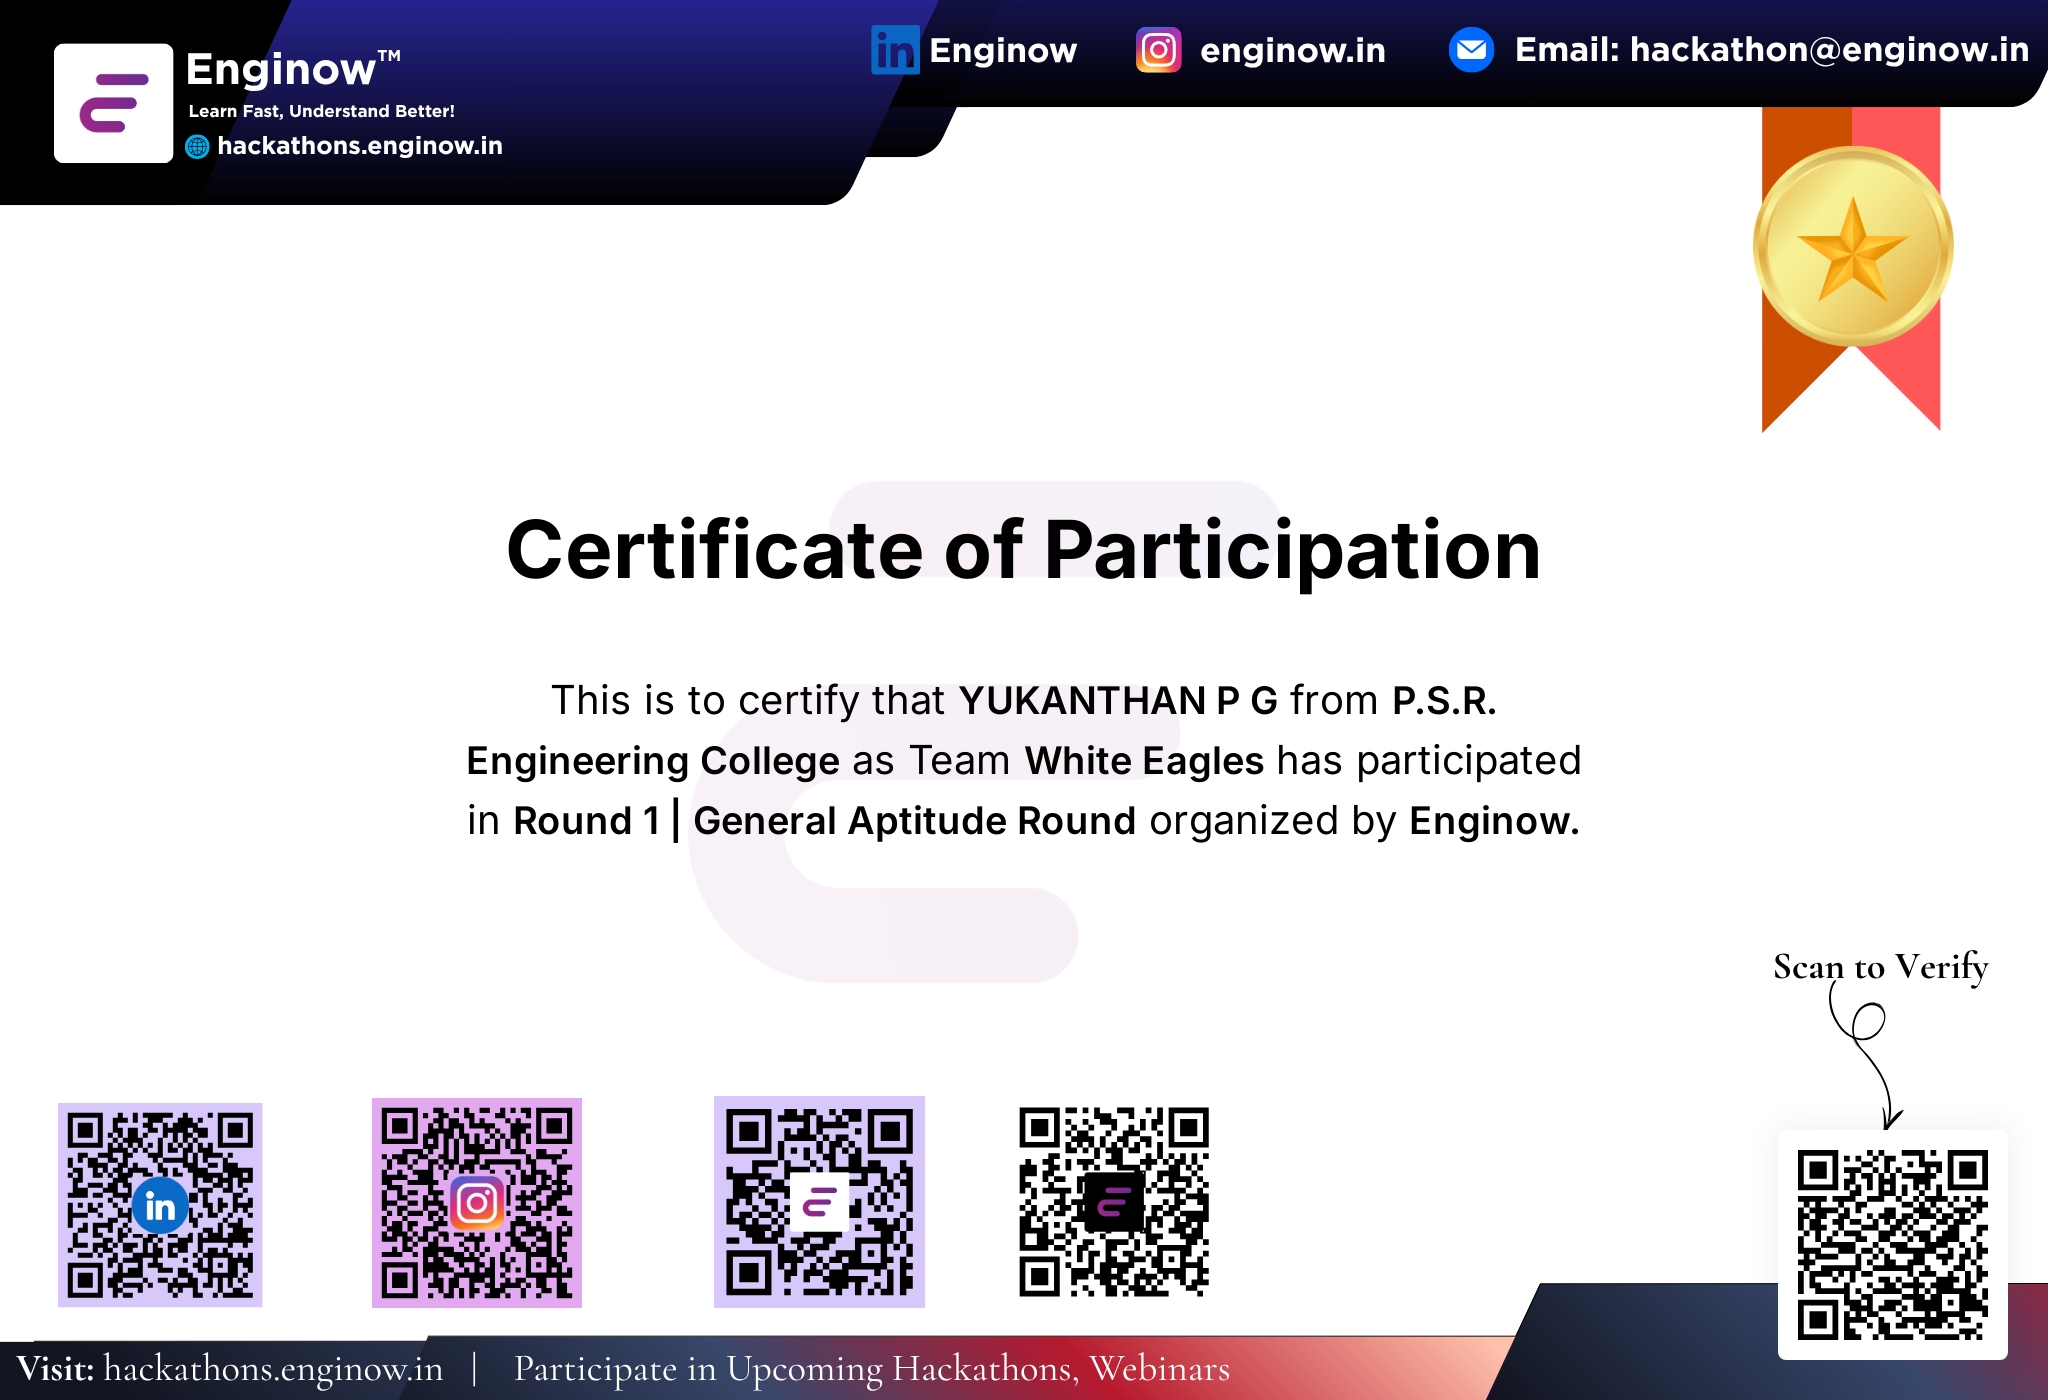 Enginow™
Learn Fast, Understand Better!
hackathons.enginow.in
in Enginow
enginow.in
Email: hackathon@enginow.in
Certificate of Participation
This is to certify that YUKANTHAN P G from P.S.R.
Engineering College as Team White Eagles has participated
in Round 1 | General Aptitude Round organized by Enginow.
Scan to Verify
in
Visit: hackathons.enginow.in | Participate in Upcoming Hackathons, Webinars